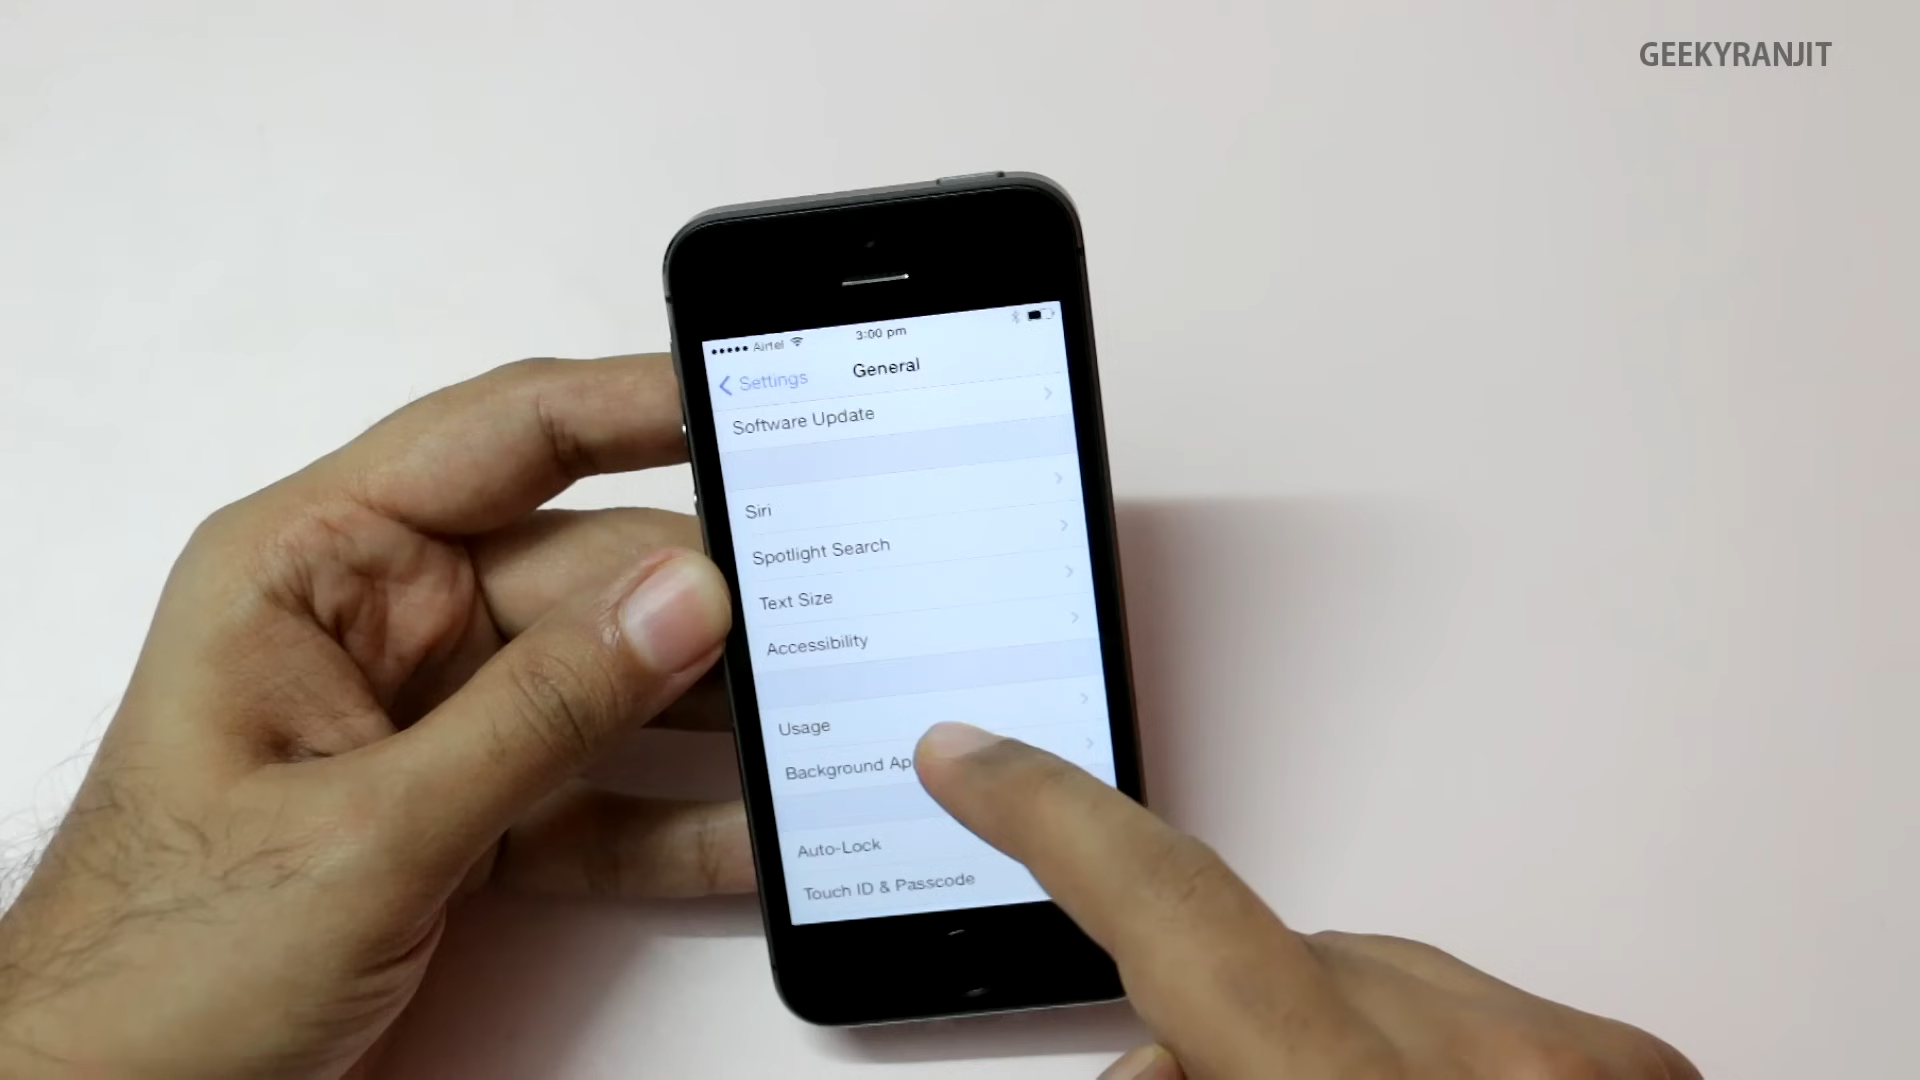 GEEKYRANJIT
Airtel 3:00 pm
Settings General
Software Update
Siri
Spotlight Search
Text Size
Accessibility
Usage
Background Ap
Auto-Lock
Touch ID & Passcode